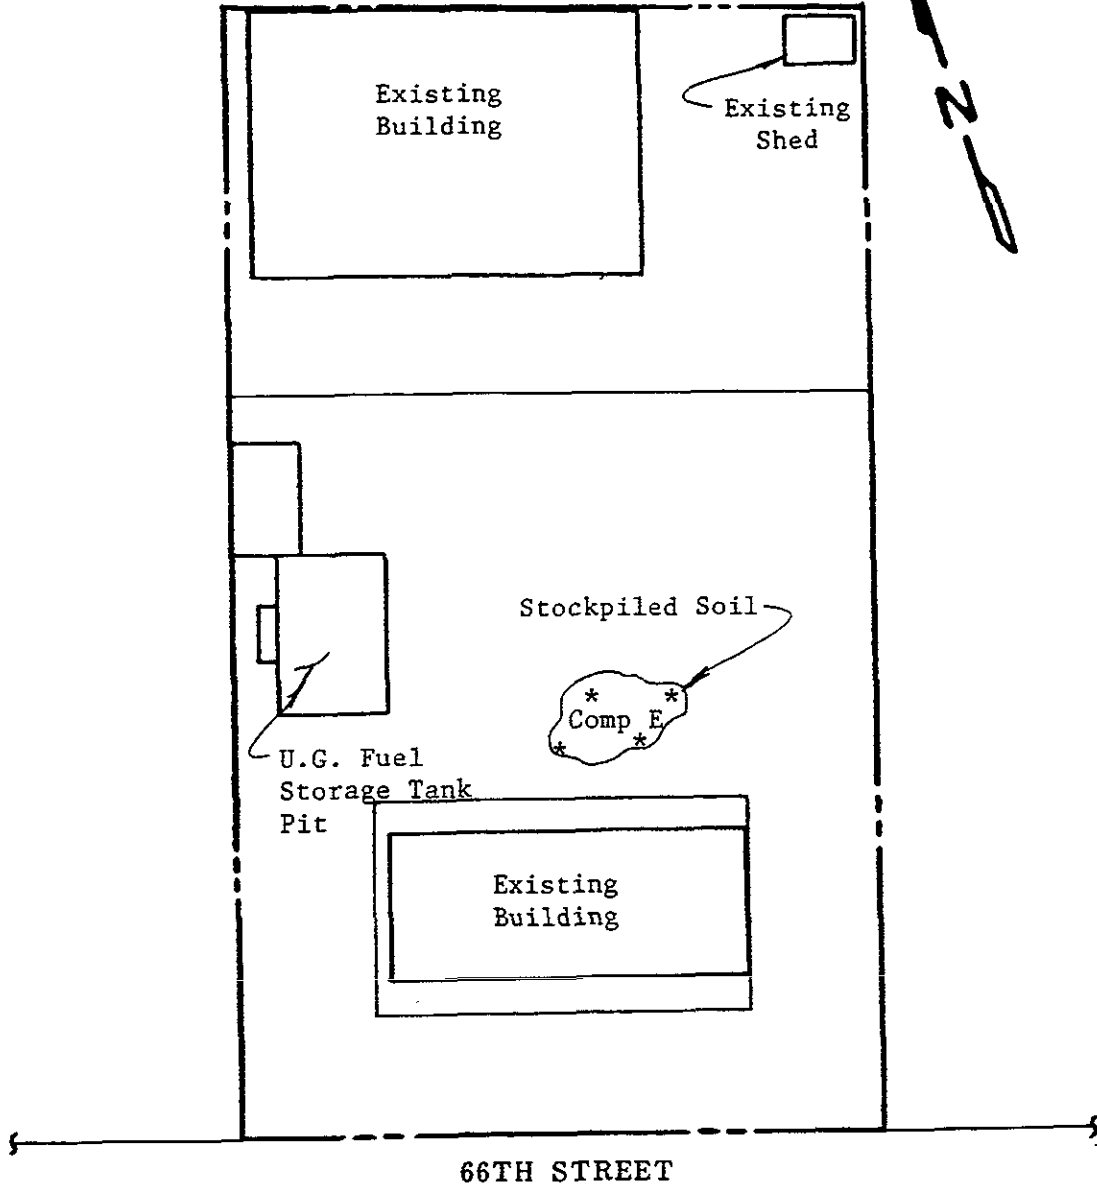 Existing
Building
Existing
Shed
N
Stockpiled Soil
* *
Comp E
* *
U.G. Fuel
Storage Tank
Pit
Existing
Building
66TH STREET